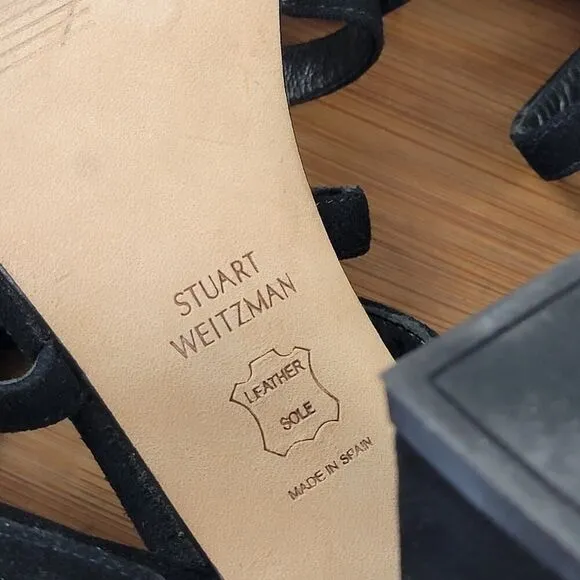 STUART
WEITZMAN
LEATHER
SOLE
MADE IN SPAIN